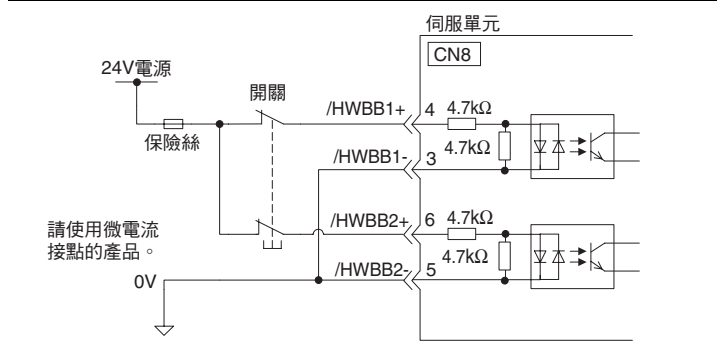 伺服單元
CN8
24V電源
開關
保險絲
/HWBB1+
4
4.7kΩ
4.7kΩ
/HWBB1-
3
/HWBB2+
6
4.7kΩ
4.7kΩ
/HWBB2-
5
請使用微電流
接點的產品。
0V